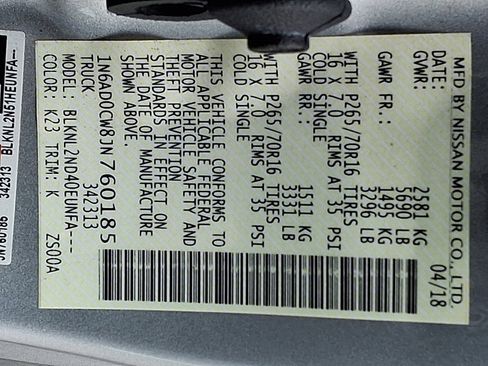 MFD BY NISSAN MOTOR CO., LTD.
DATE: 04/18
GVWR: 2581 KG
5690 LB
GAWR FR.: 1495 KG
3296 LB
WITH P265/70R16 TIRES
16 X 7.0 RIMS AT 35 PSI
COLD SINGLE
GAWR RR.: 1511 KG
3331 LB
WITH P265/70R16 TIRES
16 X 7.0 RIMS AT 35 PSI
COLD SINGLE
THIS VEHICLE CONFORMS TO
ALL APPLICABLE FEDERAL
MOTOR VEHICLE SAFETY AND
THEFT PREVENTION
STANDARDS IN EFFECT ON
THE DATE OF MANUFACTURE
SHOWN ABOVE.
1N6AD0CW8JN760185
TRUCK 342313
MODEL: BLKNL2ND40EUNFA---
COLOR: K23 TRIM: K ZS00A
BLKNL2N61HEUNFA--
342313
JN760185